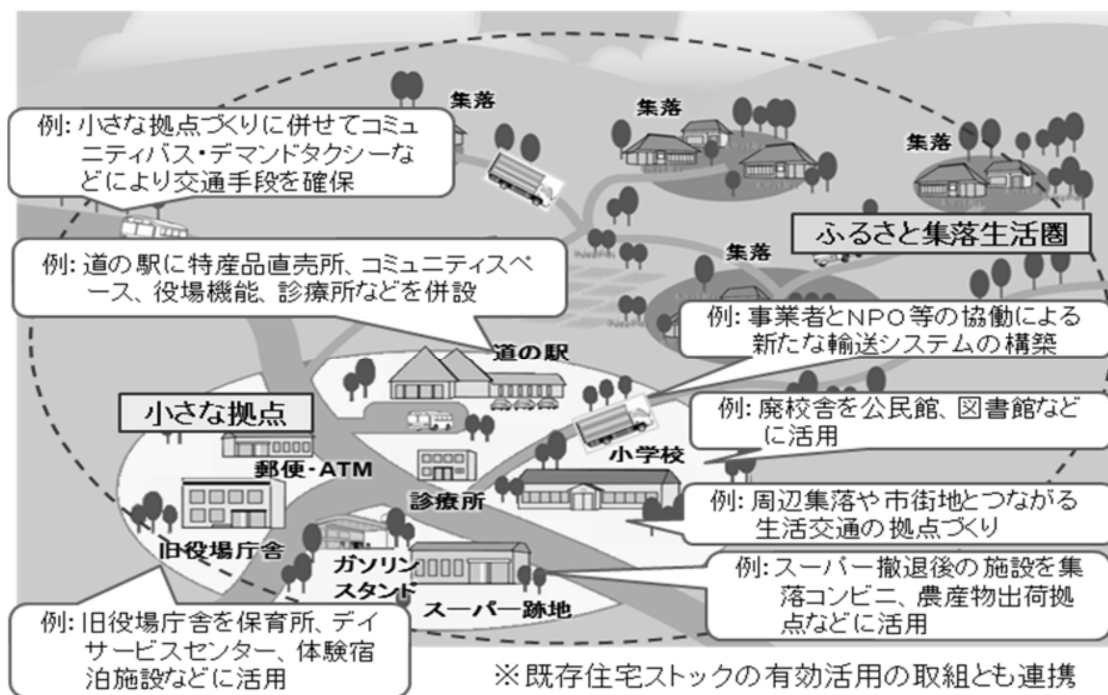 集落
集落
集落
例: 小さな拠点づくりに併せてコミュ
ニティバス・デマンドタクシーな
どにより交通手段を確保
ふるさと集落生活圏
集落
例: 道の駅に特産品直売所、コミュニティスペ
ース、役場機能、診療所などを併設
例: 事業者とNPO等の協働による
新たな輸送システムの構築
道の駅
小さな拠点
例: 廃校舎を公民館、図書館など
に活用
郵便・ATM
小学校
診療所
例: 周辺集落や市街地とつながる
生活交通の拠点づくり
旧役場庁舎
ガソリン
スタンド
スーパー跡地
例: スーパー撤退後の施設を集
落コンビニ、農産物出荷拠
点などに活用
例: 旧役場庁舎を保育所、デイ
サービスセンター、体験宿
泊施設などに活用
※既存住宅ストックの有効活用の取組とも連携